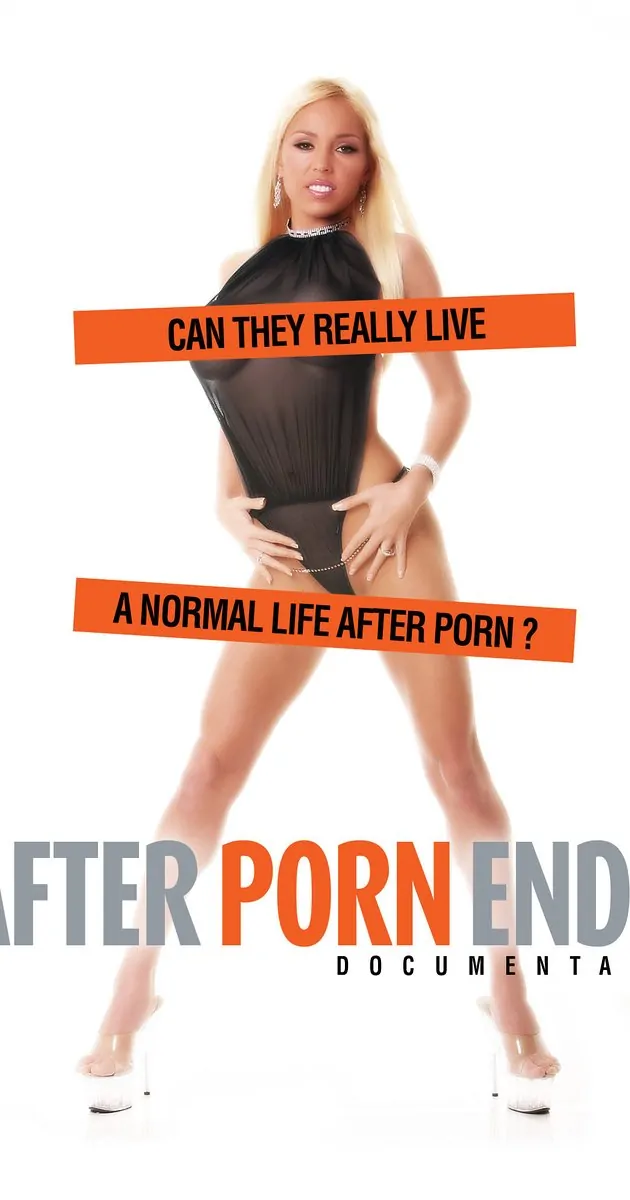 CAN THEY REALLY LIVE
A NORMAL LIFE AFTER PORN ?
AFTER PORN END
DOCUMENTA